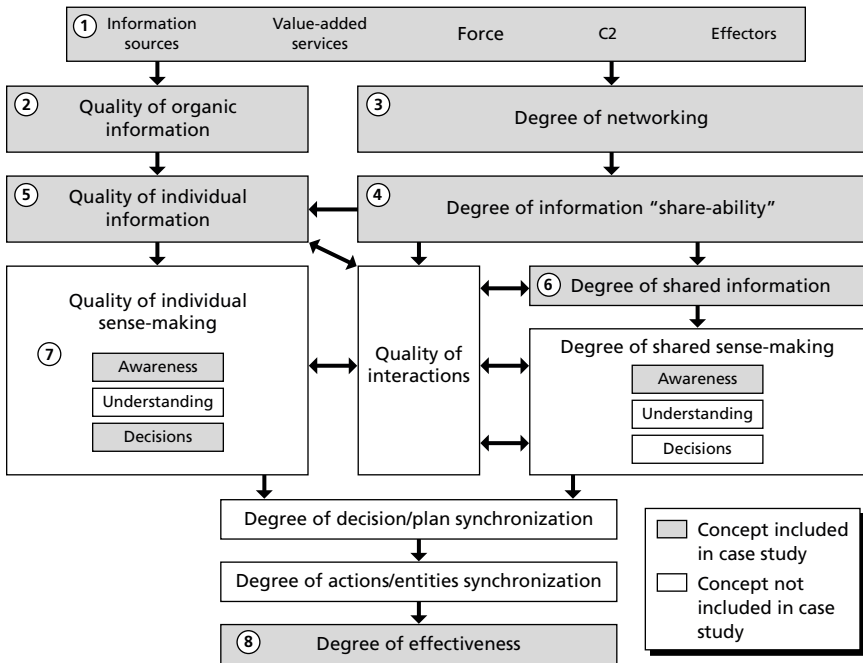 1
Information
sources
Value-added
services
Force
C2
Effectors
2
Quality of organic
information
3
Degree of networking
5
Quality of individual
information
4
Degree of information “share-ability”
Quality of individual
sense-making
7
Awareness
Understanding
Decisions
Quality of
interactions
6
Degree of shared information
Degree of shared sense-making
Awareness
Understanding
Decisions
Degree of decision/plan synchronization
Degree of actions/entities synchronization
8
Degree of effectiveness
Concept included
in case study
Concept not
included in case
study